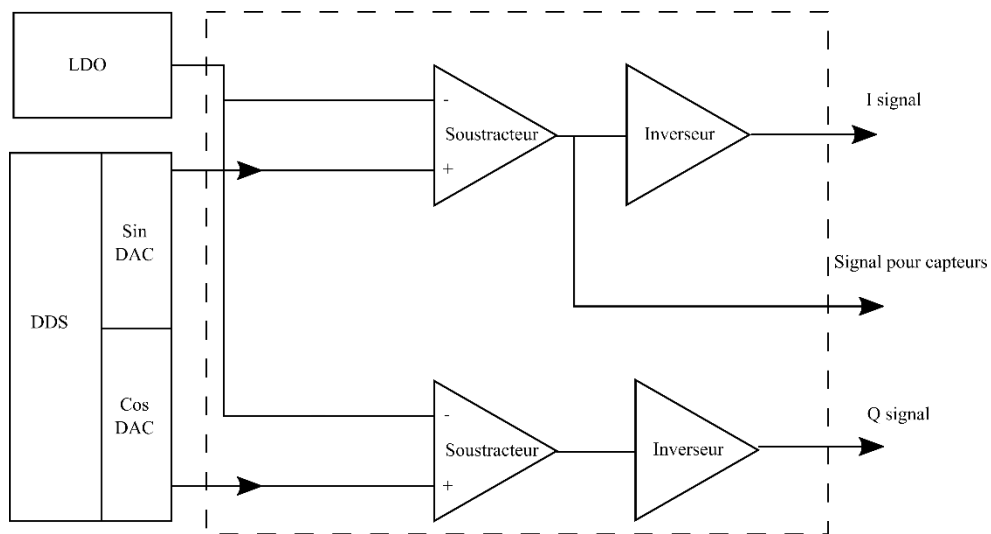 LDO
-
Soustracteur
+
Inverseur
I signal
Sin
DAC
Signal pour capteurs
DDS
Cos
DAC
-
Soustracteur
+
Inverseur
Q signal